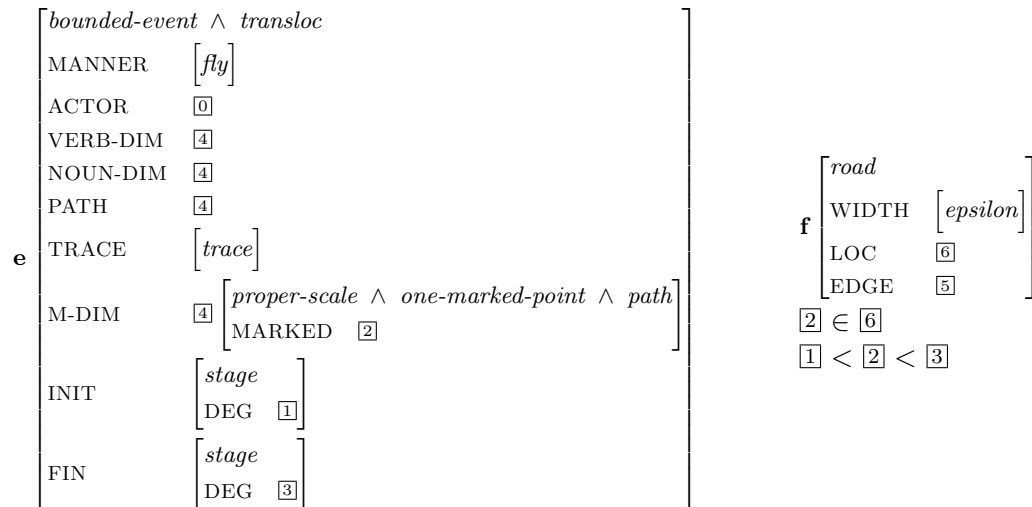 bounded-event ∧ transloc
MANNER [fly]
ACTOR 0
VERB-DIM 4
NOUN-DIM 4
PATH 4
e TRACE [trace]
M-DIM 4 [proper-scale ∧ one-marked-point ∧ path
MARKED 2]
INIT [stage
DEG 1]
FIN [stage
DEG 3]
f [road
WIDTH [epsilon]
LOC 6
EDGE 5]
2 ∈ 6
1 < 2 < 3